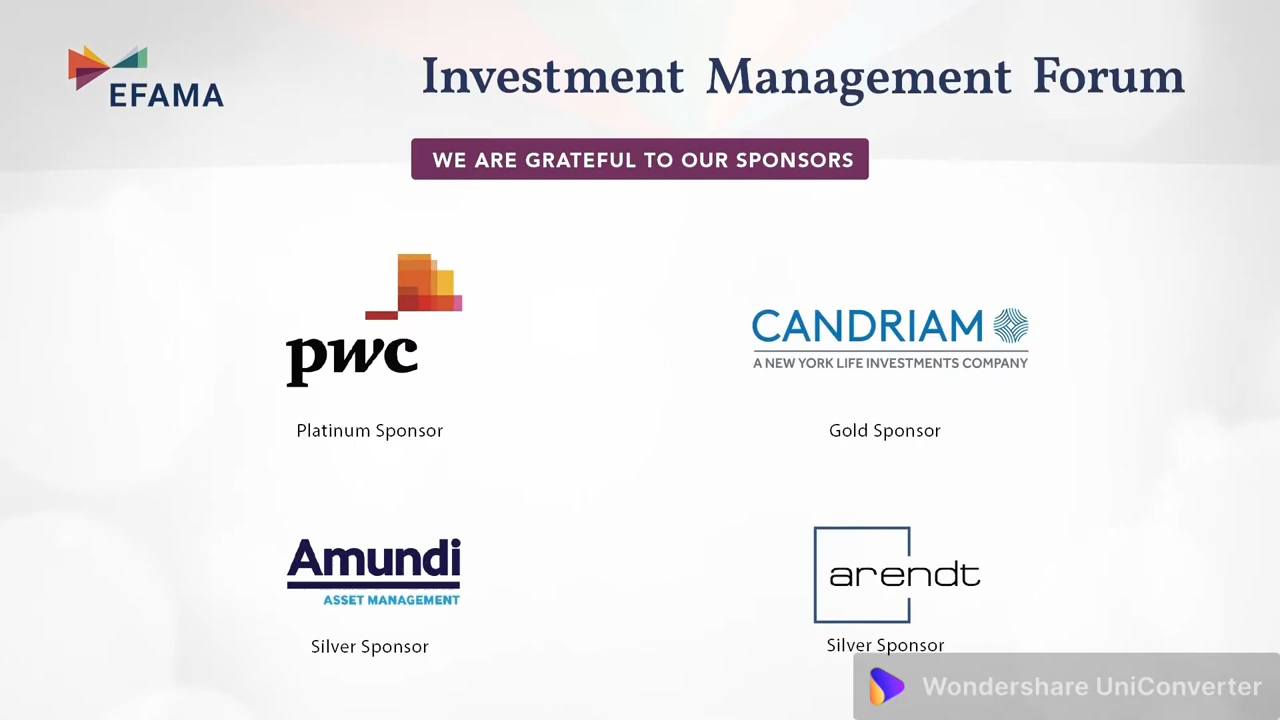 EFAMA
Investment Management Forum
WE ARE GRATEFUL TO OUR SPONSORS
pwc
Platinum Sponsor
CANDRIAM
A NEW YORK LIFE INVESTMENTS COMPANY
Gold Sponsor
Amundi
ASSET MANAGEMENT
Silver Sponsor
arendt
Silver Sponsor
Wondershare UniConverter